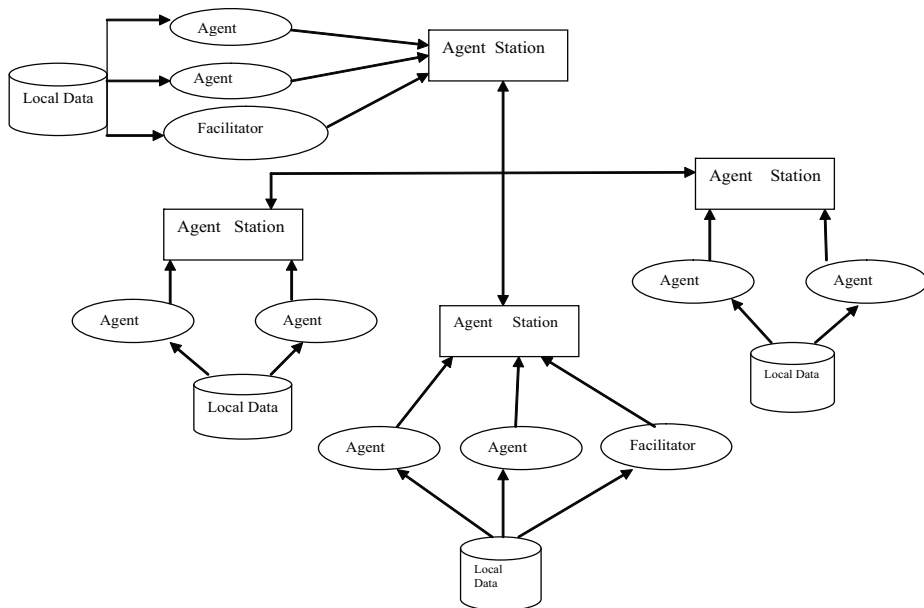 Agent
Agent Station
Agent
Local Data
Facilitator
Agent Station
Agent Station
Agent
Agent
Agent
Agent
Agent Station
Local Data
Local Data
Agent
Agent
Facilitator
Local
Data